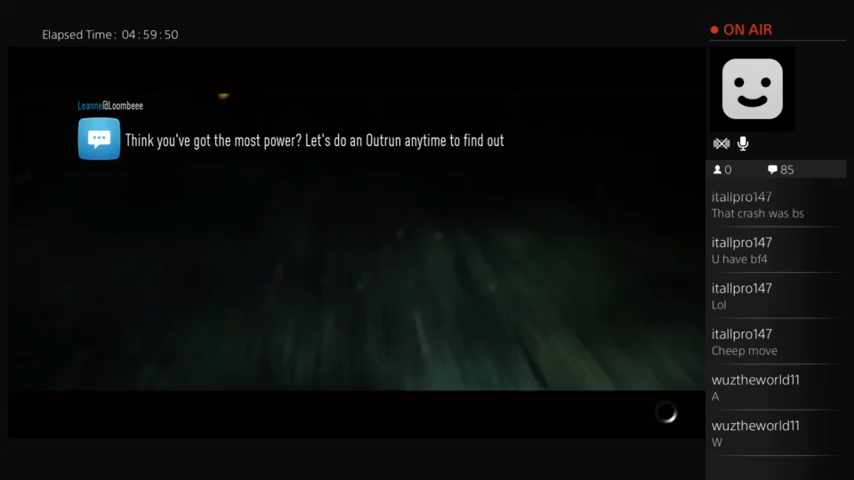 Elapsed Time: 04:59:50
ON AIR
Leanne@Loombeee
Think you've got the most power? Let's do an Outrun anytime to find out
0 85
itallpro147
That crash was bs
itallpro147
U have bf4
itallpro147
Lol
itallpro147
Cheep move
wuztheworld11
A
wuztheworld11
W